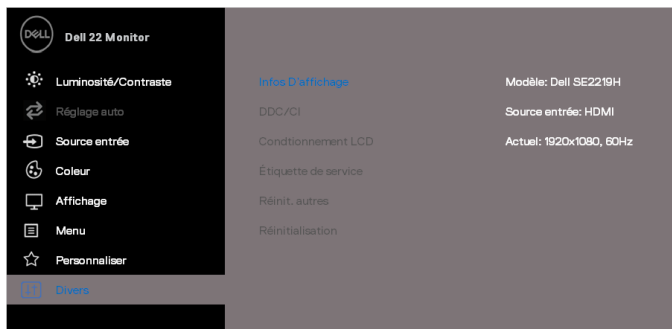 DELL
Dell 22 Monitor
Luminosité/Contraste
Réglage auto
Source entrée
Coleur
Affichage
Menu
Personnaliser
Divers
Infos D'affichage
DDC/CI
Condtionnement LCD
Étiquette de service
Réinit. autres
Réinitialisation
Modèle: Dell SE2219H
Source entrée: HDMI
Actuel: 1920x1080, 60Hz